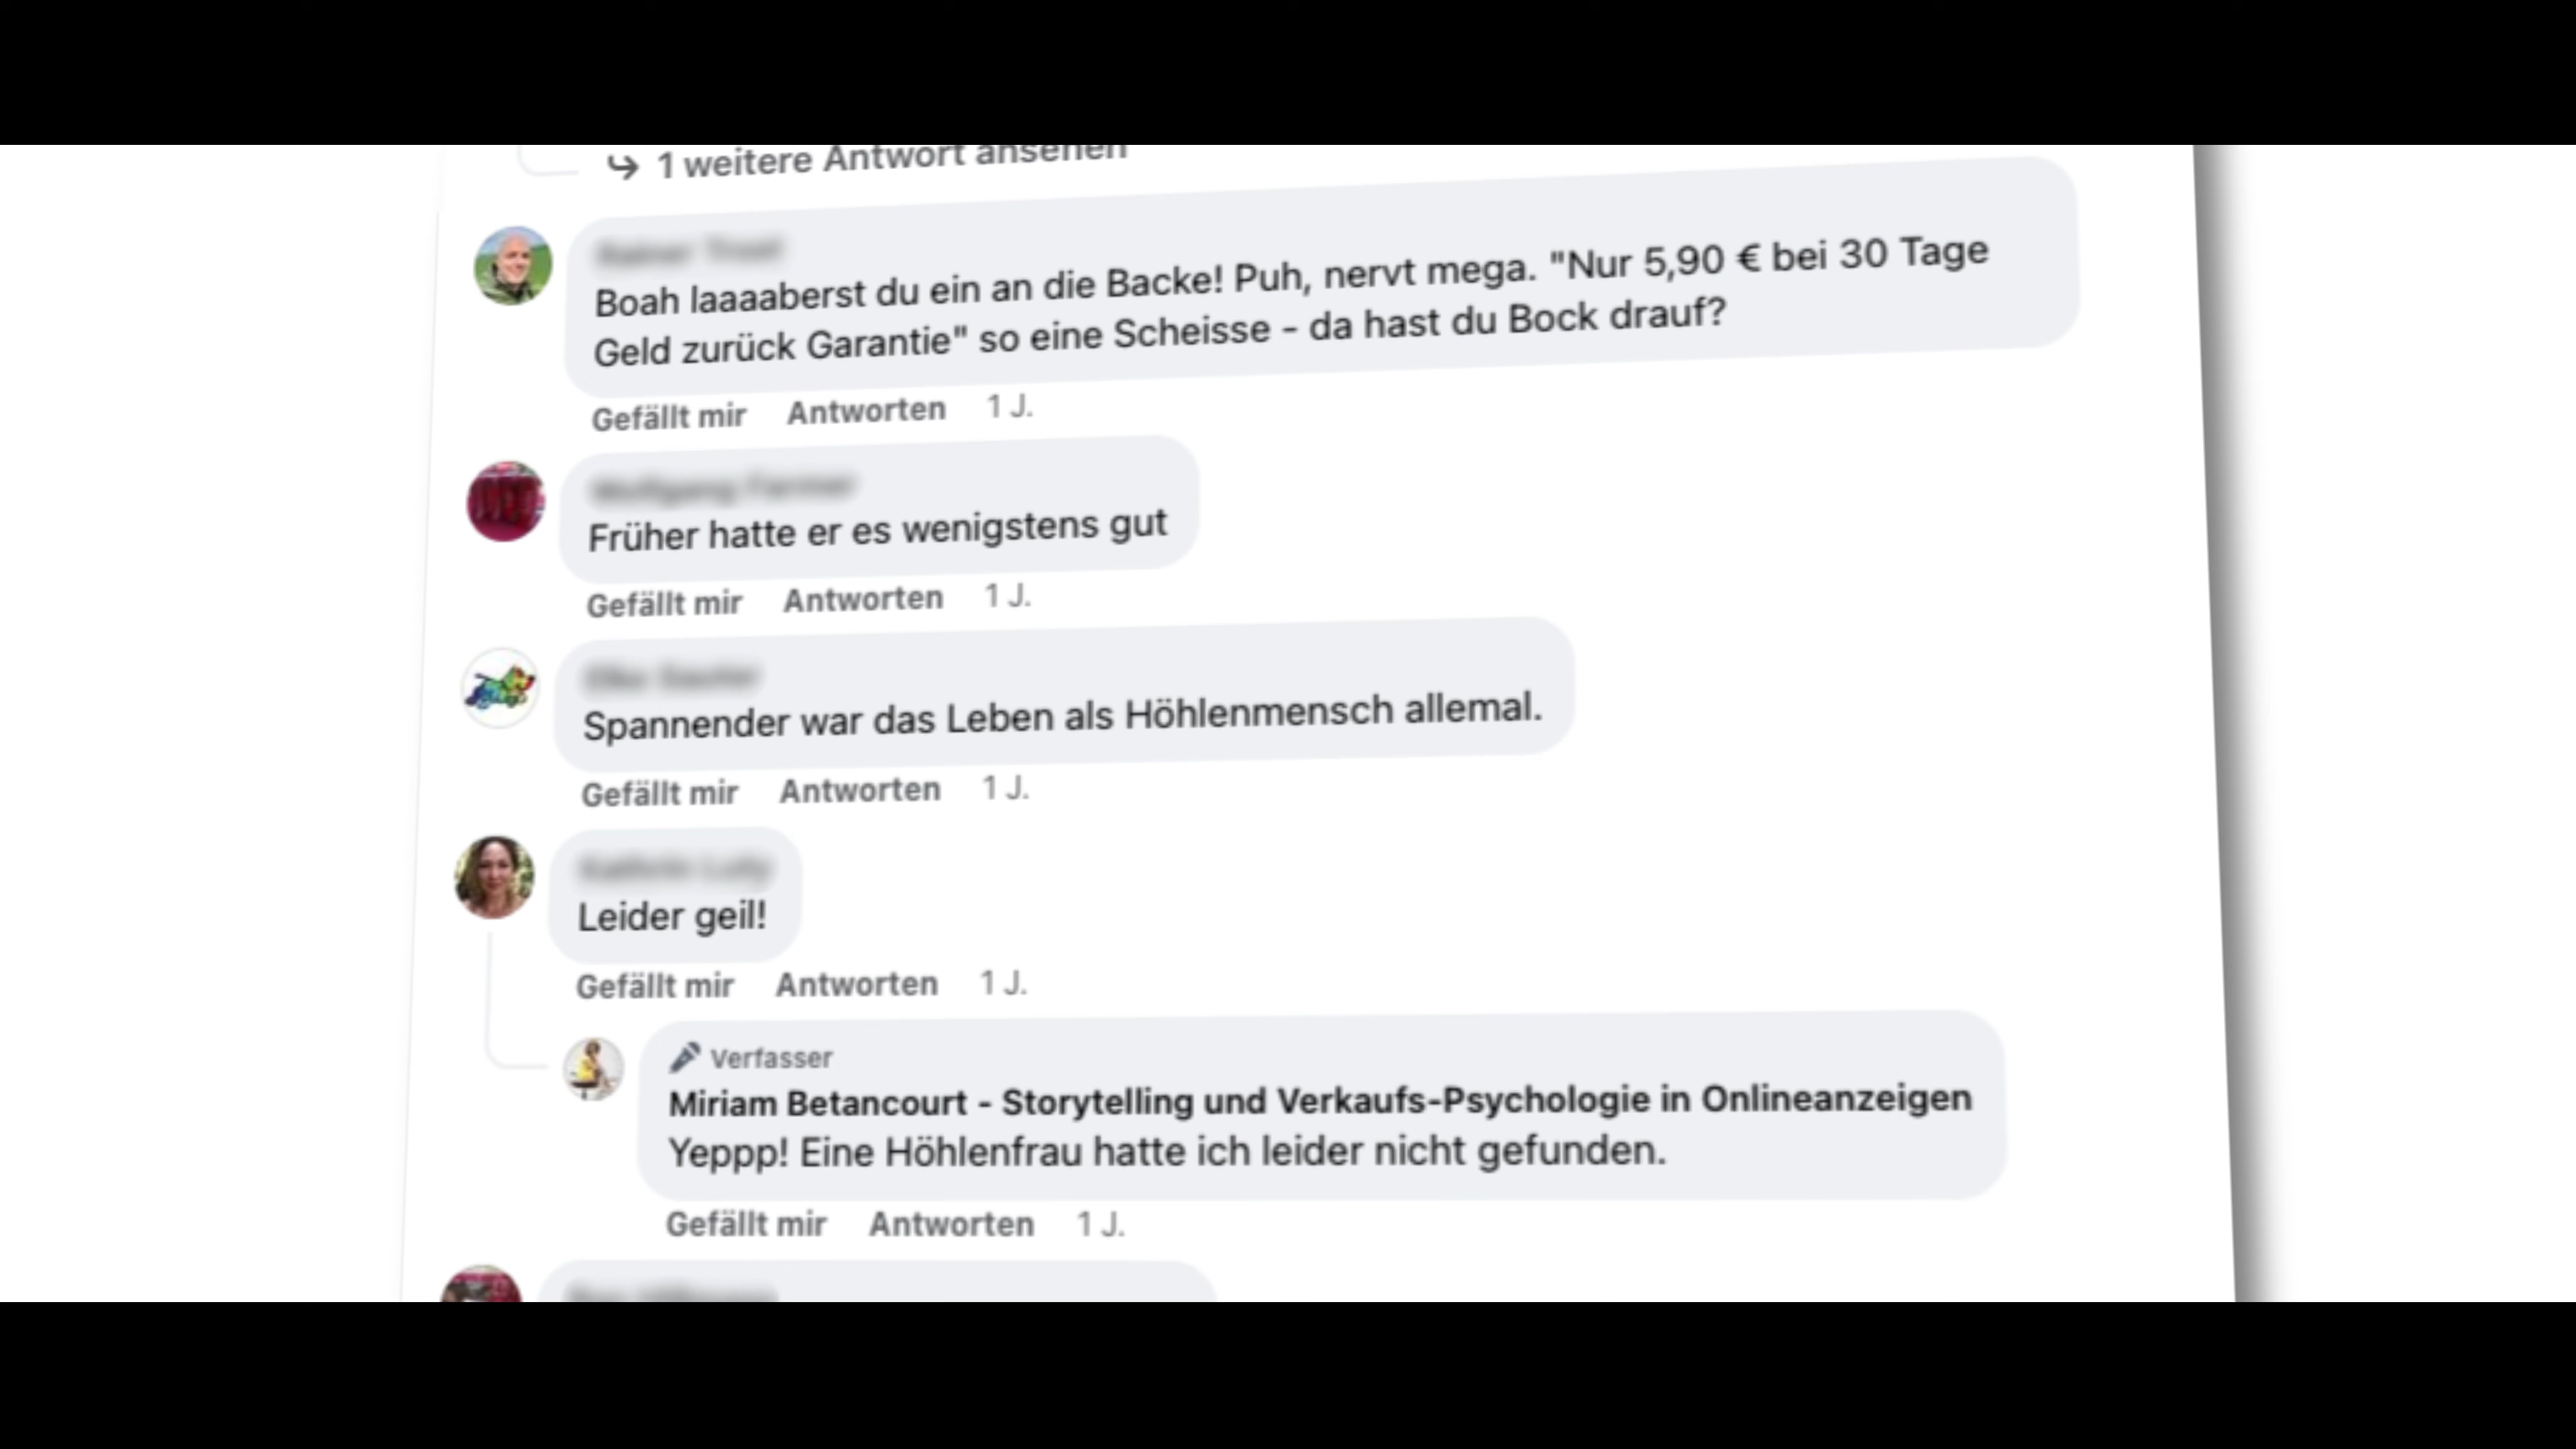 1 weitere Antwort ansehen
Boah laaaaberst du ein an die Backe! Puh, nervt mega. "Nur 5,90 € bei 30 Tage
Geld zurück Garantie" so eine Scheisse - da hast du Bock drauf?
Gefällt mir Antworten 1 J.
Früher hatte er es wenigstens gut
Gefällt mir Antworten 1 J.
Spannender war das Leben als Höhlenmensch allemal.
Gefällt mir Antworten 1 J.
Leider geil!
Gefällt mir Antworten 1 J.
Verfasser
Miriam Betancourt - Storytelling und Verkaufs-Psychologie in Onlineanzeigen
Yeppp! Eine Höhlenfrau hatte ich leider nicht gefunden.
Gefällt mir Antworten 1 J.